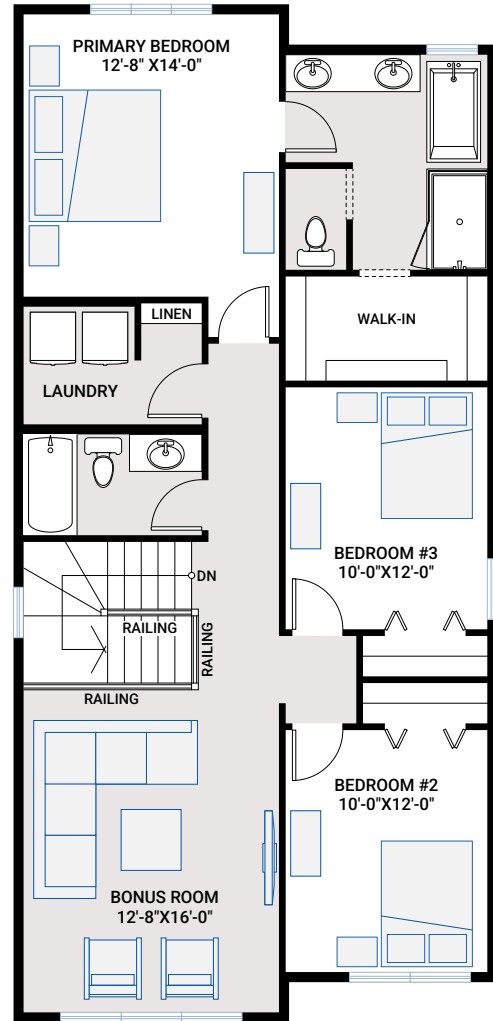 PRIMARY BEDROOM
12'-8" X14'-0"
LINEN
WALK-IN
LAUNDRY
BEDROOM #3
10'-0"X12'-0"
DN
RAILING
RAILING
RAILING
BEDROOM #2
10'-0"X12'-0"
BONUS ROOM
12'-8"X16'-0"